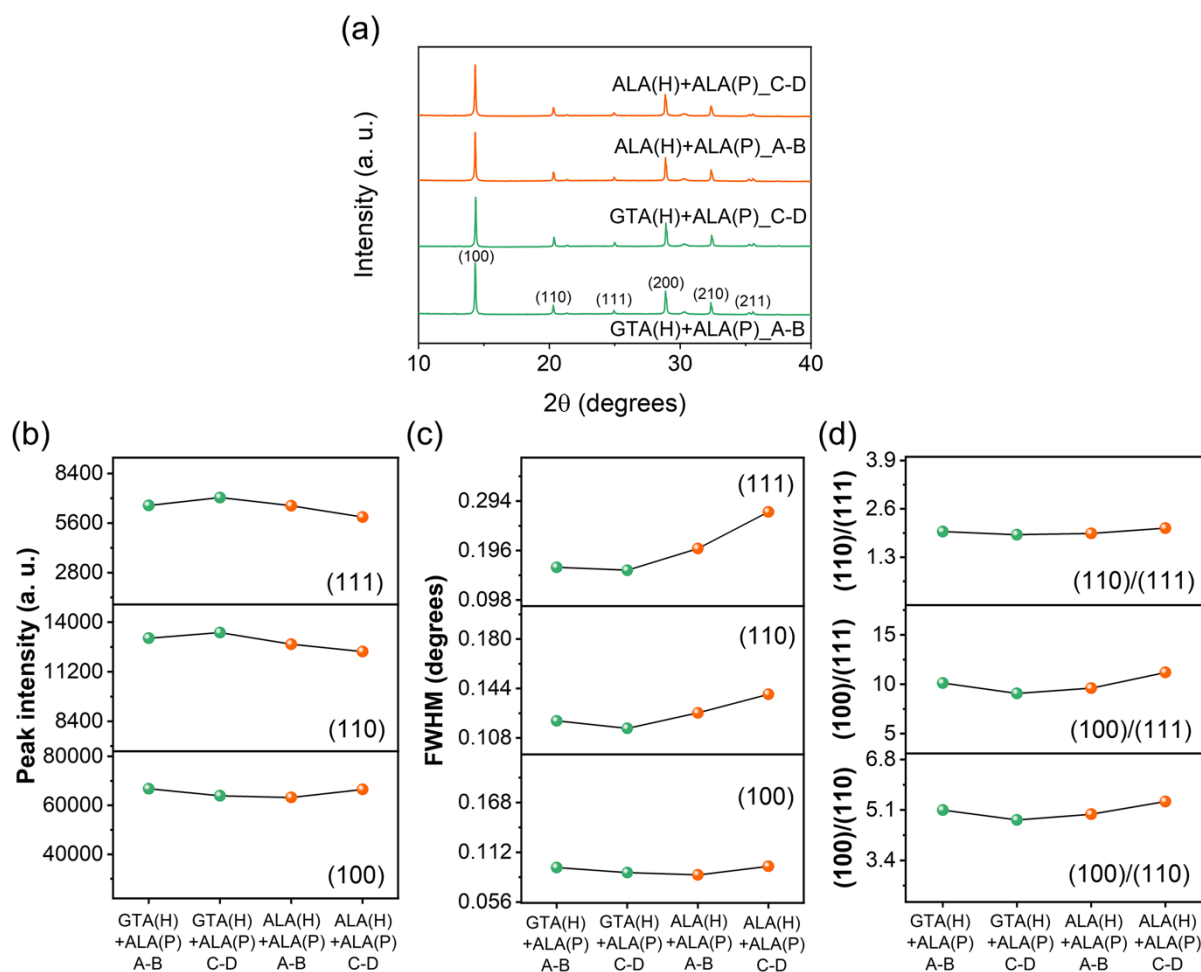 (a)
Intensity (a. u.)
ALA(H)+ALA(P)_C-D
ALA(H)+ALA(P)_A-B
GTA(H)+ALA(P)_C-D
(100)
(110)
(111)
(200)
(210)
(211)
GTA(H)+ALA(P)_A-B
10
20
30
40
2θ (degrees)
(b)
Peak intensity (a. u.)
8400
5600
2800
(111)
14000
11200
8400
(110)
80000
60000
40000
(100)
GTA(H)
+ALA(P)
A-B
GTA(H)
+ALA(P)
C-D
ALA(H)
+ALA(P)
A-B
ALA(H)
+ALA(P)
C-D
(c)
FWHM (degrees)
0.294
0.196
0.098
(111)
0.180
0.144
0.108
(110)
0.168
0.112
0.056
(100)
GTA(H)
+ALA(P)
A-B
GTA(H)
+ALA(P)
C-D
ALA(H)
+ALA(P)
A-B
ALA(H)
+ALA(P)
C-D
(d)
(110)/(111)
3.9
2.6
1.3
(110)/(111)
(100)/(111)
15
10
5
(100)/(111)
(100)/(110)
6.8
5.1
3.4
(100)/(110)
GTA(H)
+ALA(P)
A-B
GTA(H)
+ALA(P)
C-D
ALA(H)
+ALA(P)
A-B
ALA(H)
+ALA(P)
C-D